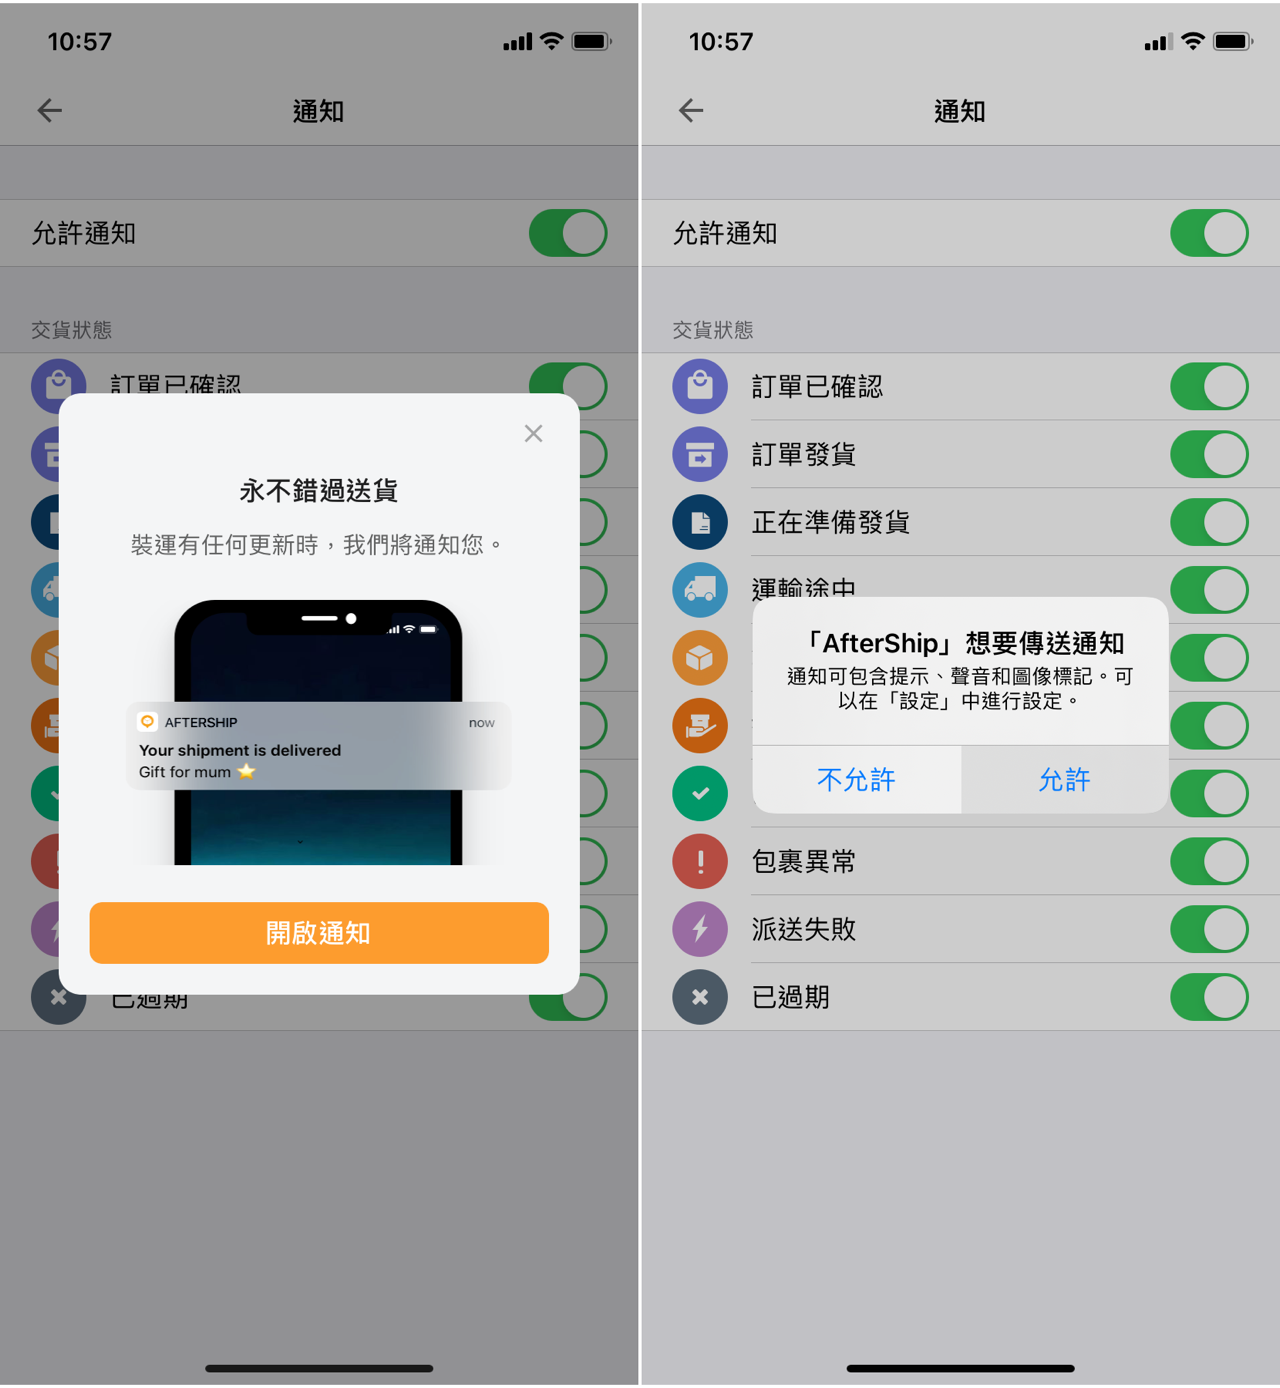 10:57
通知
允許通知
交貨狀態
訂單已確認
永不錯過送貨
裝運有任何更新時，我們將通知您。
AFTERSHIP
now
Your shipment is delivered
Gift for mum ⭐
開啟通知
已過期
10:57
通知
允許通知
交貨狀態
訂單已確認
訂單發貨
正在準備發貨
運輸途中
「AfterShip」想要傳送通知
通知可包含提示、聲音和圖像標記。可
以在「設定」中進行設定。
不允許
允許
包裹異常
派送失敗
已過期